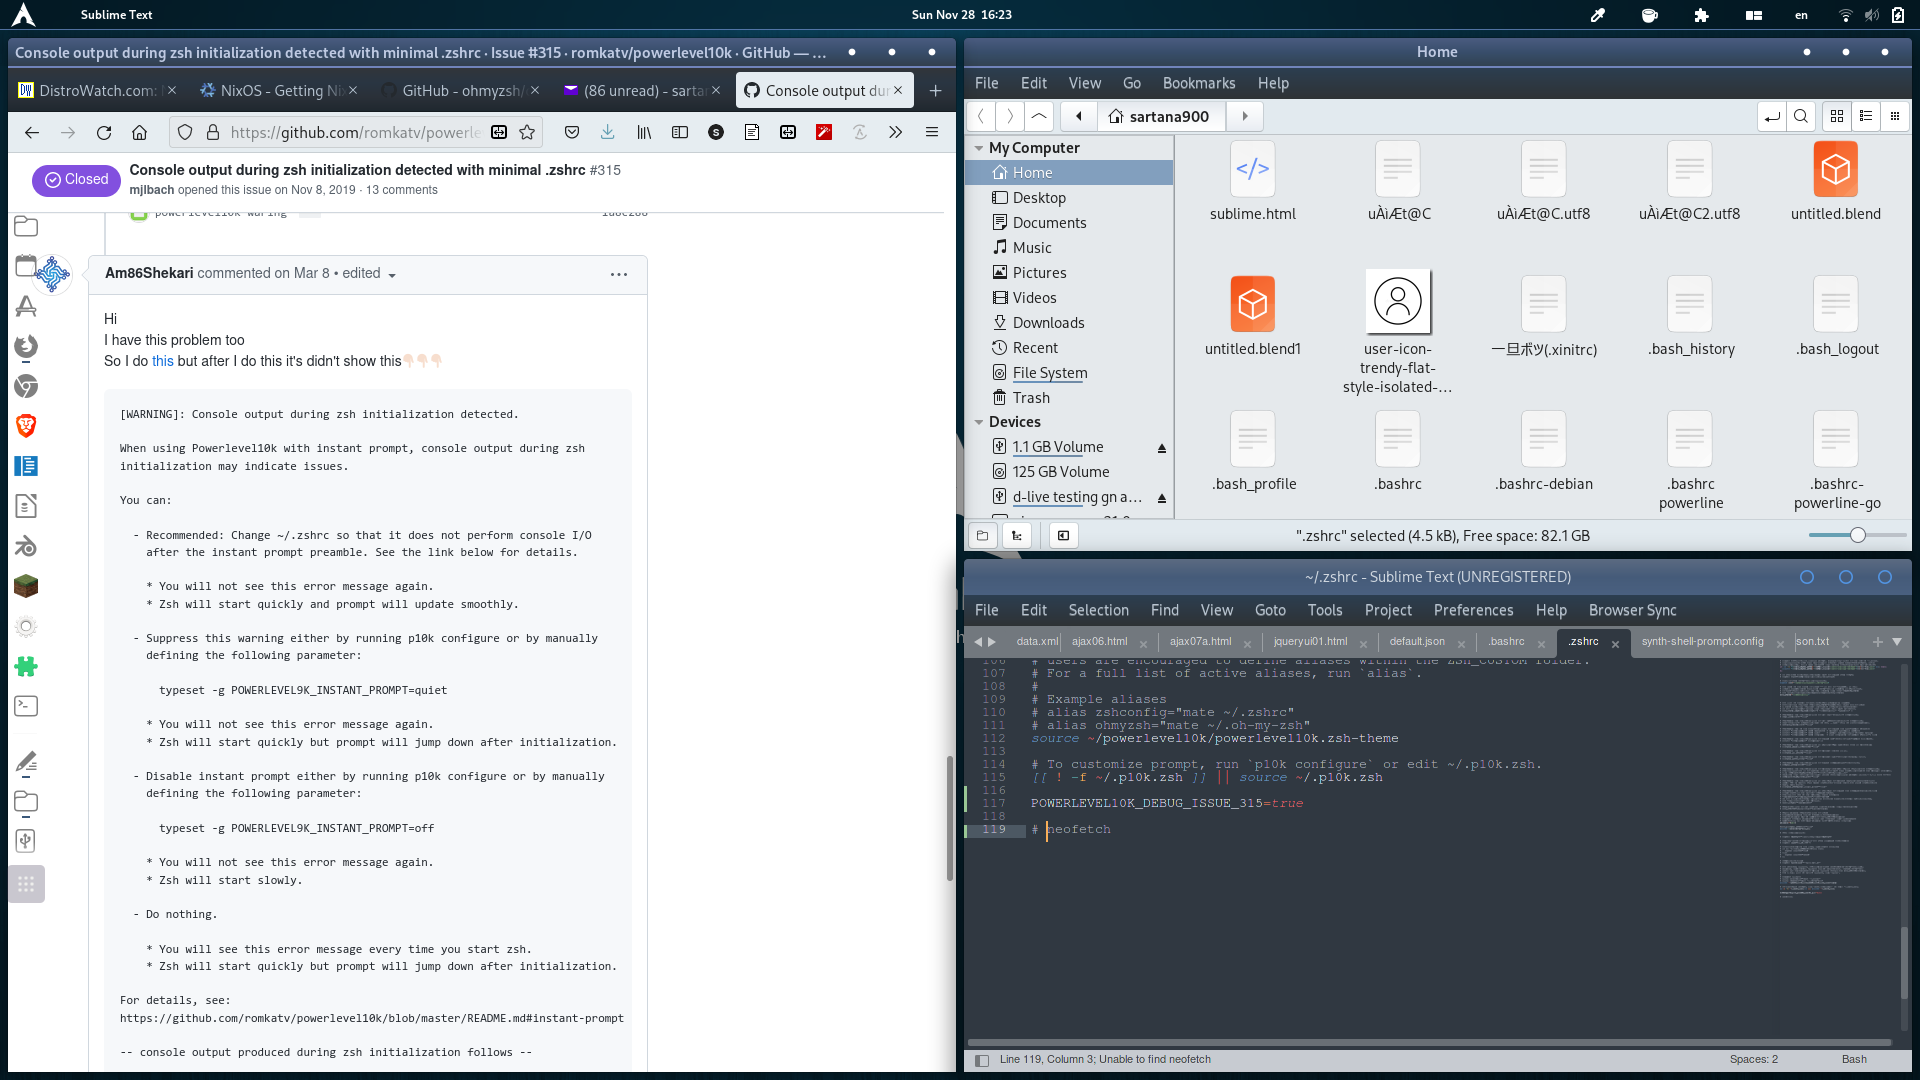 Sublime Text
Sun Nov 28 16:23
en
Console output during zsh initialization detected with minimal .zshrc · Issue #315 · romkatv/powerlevel10k · GitHub — ...
DistroWatch.com:
NixOS - Getting Nix
GitHub - ohmyzsh/
(86 unread) - sarta
Console output dur
https://github.com/romkatv/powerle
Closed
Console output during zsh initialization detected with minimal .zshrc #315
mjlbach opened this issue on Nov 8, 2019 · 13 comments
Am86Shekari commented on Mar 8 • edited
Hi
I have this problem too
So I do this but after I do this it's didn't show this👇🏻👇🏻👇🏻
[WARNING]: Console output during zsh initialization detected.
When using Powerlevel10k with instant prompt, console output during zsh
initialization may indicate issues.
You can:
- Recommended: Change ~/.zshrc so that it does not perform console I/O
after the instant prompt preamble. See the link below for details.
* You will not see this error message again.
* Zsh will start quickly and prompt will update smoothly.
- Suppress this warning either by running p10k configure or by manually
defining the following parameter:
typeset -g POWERLEVEL9K_INSTANT_PROMPT=quiet
* You will not see this error message again.
* Zsh will start quickly but prompt will jump down after initialization.
- Disable instant prompt either by running p10k configure or by manually
defining the following parameter:
typeset -g POWERLEVEL9K_INSTANT_PROMPT=off
* You will not see this error message again.
* Zsh will start slowly.
- Do nothing.
* You will see this error message every time you start zsh.
* Zsh will start quickly but prompt will jump down after initialization.
For details, see:
https://github.com/romkatv/powerlevel10k/blob/master/README.md#instant-prompt
-- console output produced during zsh initialization follows --
Home
File Edit View Go Bookmarks Help
sartana900
My Computer
Home
Desktop
Documents
Music
Pictures
Videos
Downloads
Recent
File System
Trash
Devices
1.1 GB Volume
125 GB Volume
d-live testing gn a...
sublime.html
uÀìÆt@C
uÀìÆt@C.utf8
uÀìÆt@C2.utf8
untitled.blend
untitled.blend1
user-icon-
trendy-flat-
style-isolated-...
一旦ボツ(.xinitrc)
.bash_history
.bash_logout
.bash_profile
.bashrc
.bashrc-debian
.bashrc
powerline
.bashrc-
powerline-go
".zshrc" selected (4.5 kB), Free space: 82.1 GB
~/.zshrc - Sublime Text (UNREGISTERED)
File Edit Selection Find View Goto Tools Project Preferences Help Browser Sync
data.xml ajax06.html ajax07a.html jqueryui01.html default.json .bashrc .zshrc synth-shell-prompt.config son.txt
106 # users are encouraged to define aliases within the ZSH_CUSTOM folder.
107 # For a full list of active aliases, run `alias`.
108 #
109 # Example aliases
110 # alias zshconfig="mate ~/.zshrc"
111 # alias ohmyzsh="mate ~/.oh-my-zsh"
112 source ~/powerlevel10k/powerlevel10k.zsh-theme
113
114 # To customize prompt, run `p10k configure` or edit ~/.p10k.zsh.
115 [[ ! -f ~/.p10k.zsh ]] || source ~/.p10k.zsh
116
117 POWERLEVEL10K_DEBUG_ISSUE_315=true
118
119 # neofetch
Line 119, Column 3; Unable to find neofetch
Spaces: 2
Bash